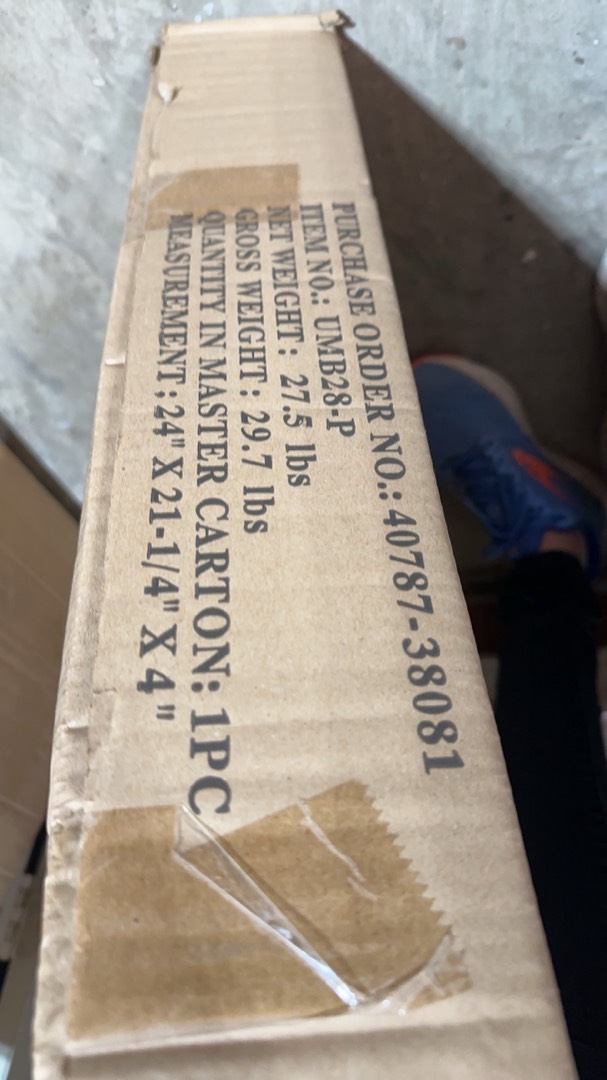 PURCHASE ORDER NO.: 40787-38081
ITEM NO.: UMB28-P
NET WEIGHT : 27.5 lbs
GROSS WEIGHT : 29.7 lbs
QUANTITY IN MASTER CARTON: 1PC
MEASUREMENT : 24" X 21-1/4" X 4"